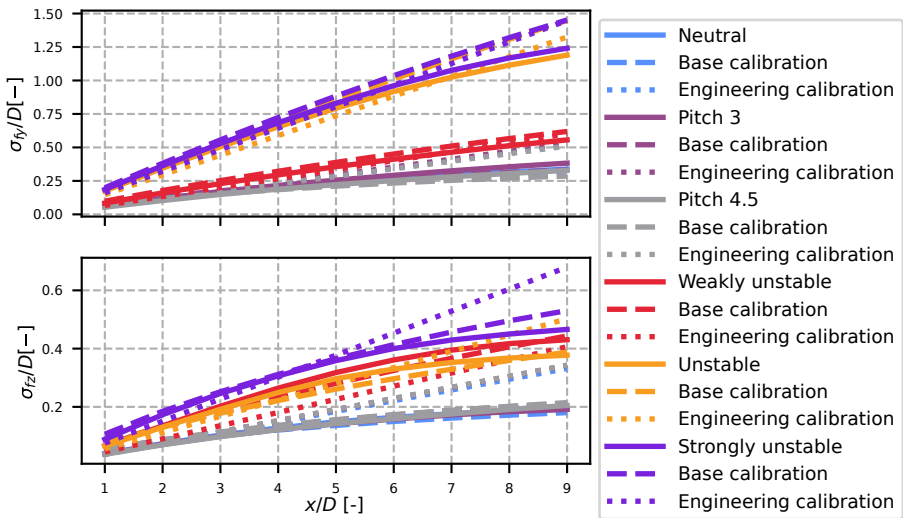 1.50
1.25
1.00
0.75
0.50
0.25
0.00
σfy/D[−]
0.6
0.4
0.2
σfz/D[−]
1 2 3 4 5 6 7 8 9
x/D [-]
Neutral
Base calibration
Engineering calibration
Pitch 3
Base calibration
Engineering calibration
Pitch 4.5
Base calibration
Engineering calibration
Weakly unstable
Base calibration
Engineering calibration
Unstable
Base calibration
Engineering calibration
Strongly unstable
Base calibration
Engineering calibration